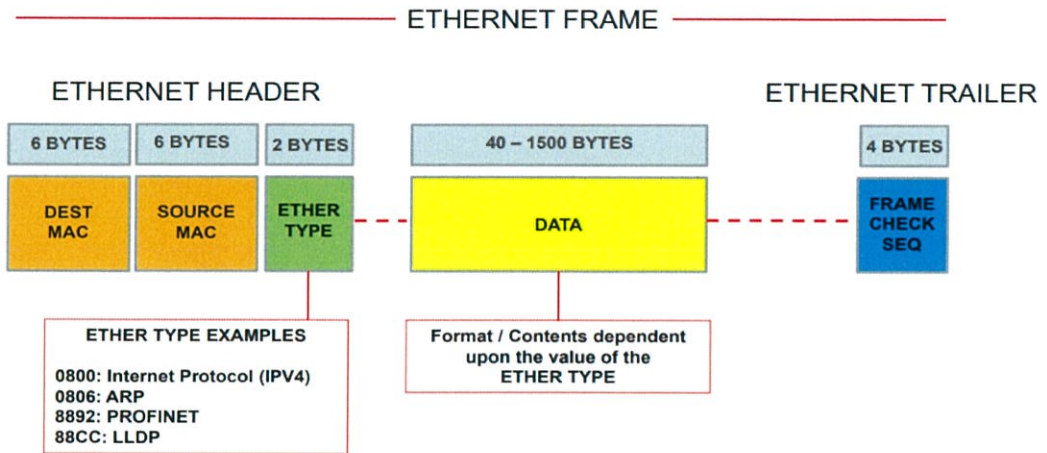 ETHERNET FRAME
ETHERNET HEADER
ETHERNET TRAILER
6 BYTES
6 BYTES
2 BYTES
40 – 1500 BYTES
4 BYTES
DEST
MAC
SOURCE
MAC
ETHER
TYPE
DATA
FRAME
CHECK
SEQ
ETHER TYPE EXAMPLES
0800: Internet Protocol (IPV4)
0806: ARP
8892: PROFINET
88CC: LLDP
Format / Contents dependent
upon the value of the
ETHER TYPE